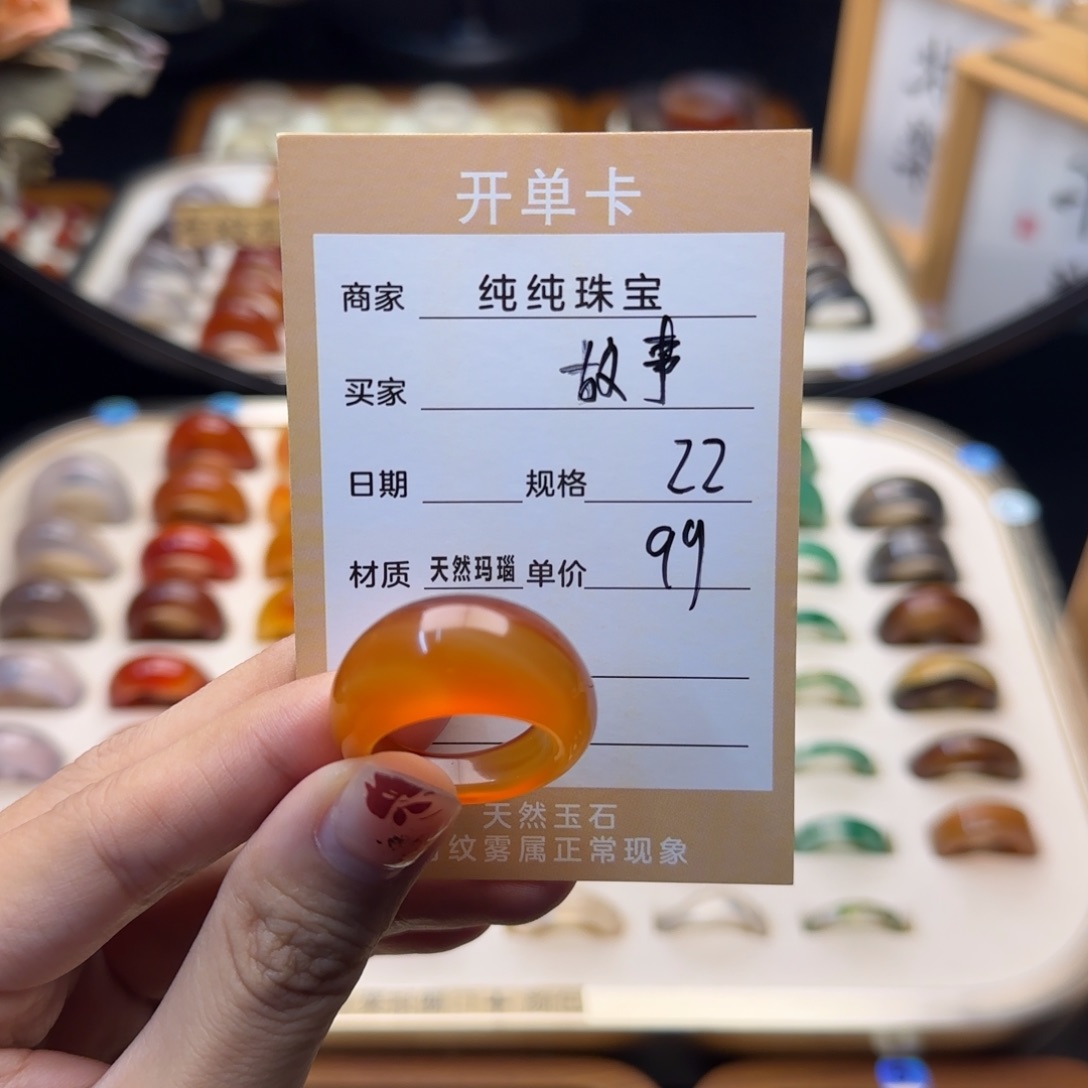 开单卡
商家 纯纯珠宝
买家 故事
日期 规格 22
材质 天然玛瑙 单价 99
天然玉石
纹雾属正常现象